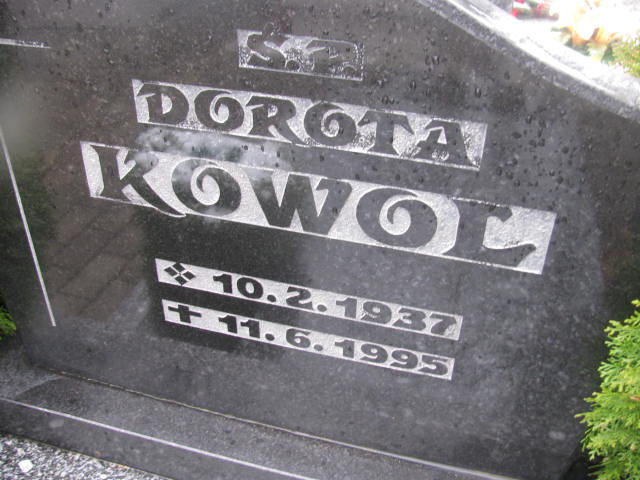 Ś.P.
DOROTA
KOWOL
10.2.1937
11.6.1995